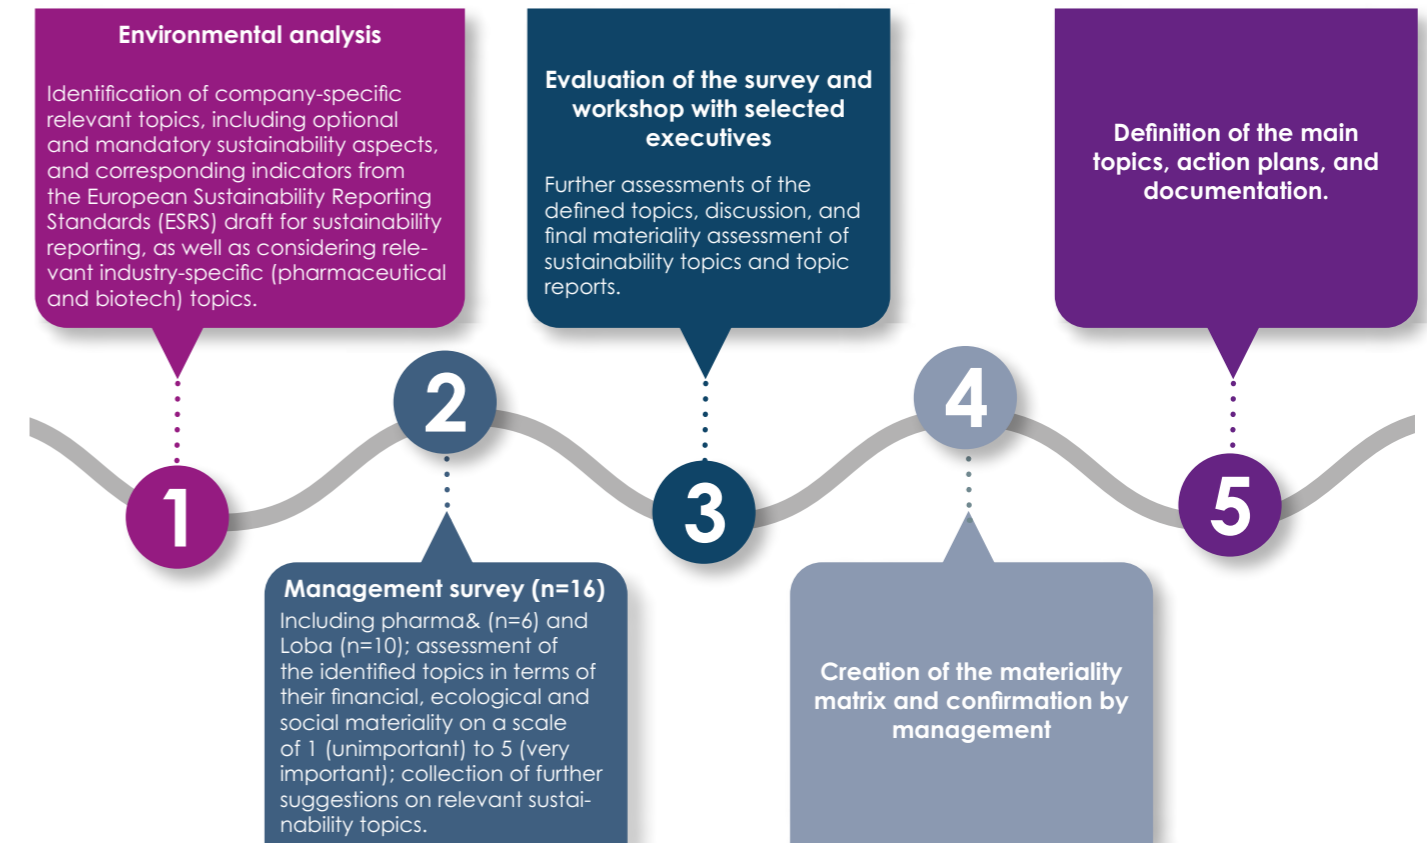 Environmental analysis
Identification of company-specific
relevant topics, including optional
and mandatory sustainability aspects,
and corresponding indicators from
the European Sustainability Reporting
Standards (ESRS) draft for sustainability
reporting, as well as considering rele-
vant industry-specific (pharmaceutical
and biotech) topics.
1
2
Management survey (n=16)
Including pharma& (n=6) and
Loba (n=10); assessment of
the identified topics in terms of
their financial, ecological and
social materiality on a scale
of 1 (unimportant) to 5 (very
important); collection of further
suggestions on relevant sustai-
nability topics.
Evaluation of the survey and
workshop with selected
executives
Further assessments of the
defined topics, discussion, and
final materiality assessment of
sustainability topics and topic
reports.
3
4
Creation of the materiality
matrix and confirmation by
management
Definition of the main
topics, action plans, and
documentation.
5